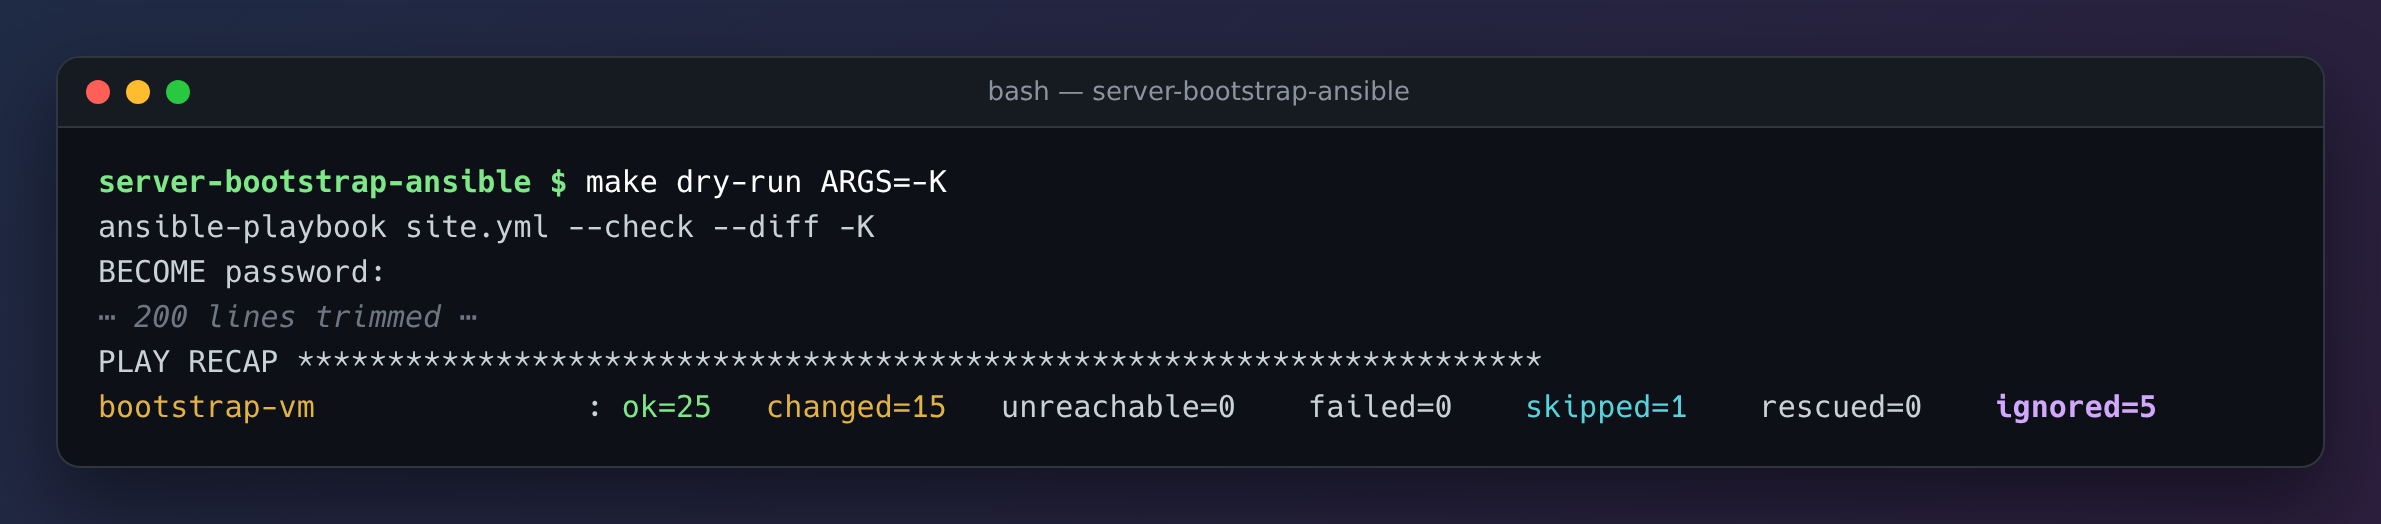 bash — server-bootstrap-ansible
server-bootstrap-ansible $ make dry-run ARGS=-K
ansible-playbook site.yml --check --diff -K
BECOME password:
⋯ 200 lines trimmed ⋯
PLAY RECAP *********************************************************************
bootstrap-vm               : ok=25   changed=15   unreachable=0    failed=0    skipped=1    rescued=0    ignored=5